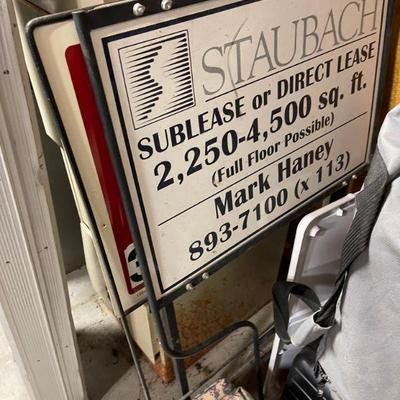 STAUBACH
SUBLEASE or DIRECT LEASE
2,250-4,500 sq. ft.
(Full Floor Possible)
Mark Haney
893-7100 (x 113)